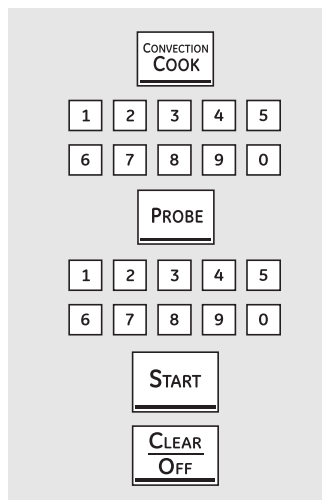 CONVECTION
COOK
1 2 3 4 5
6 7 8 9 0
PROBE
1 2 3 4 5
6 7 8 9 0
START
CLEAR
OFF